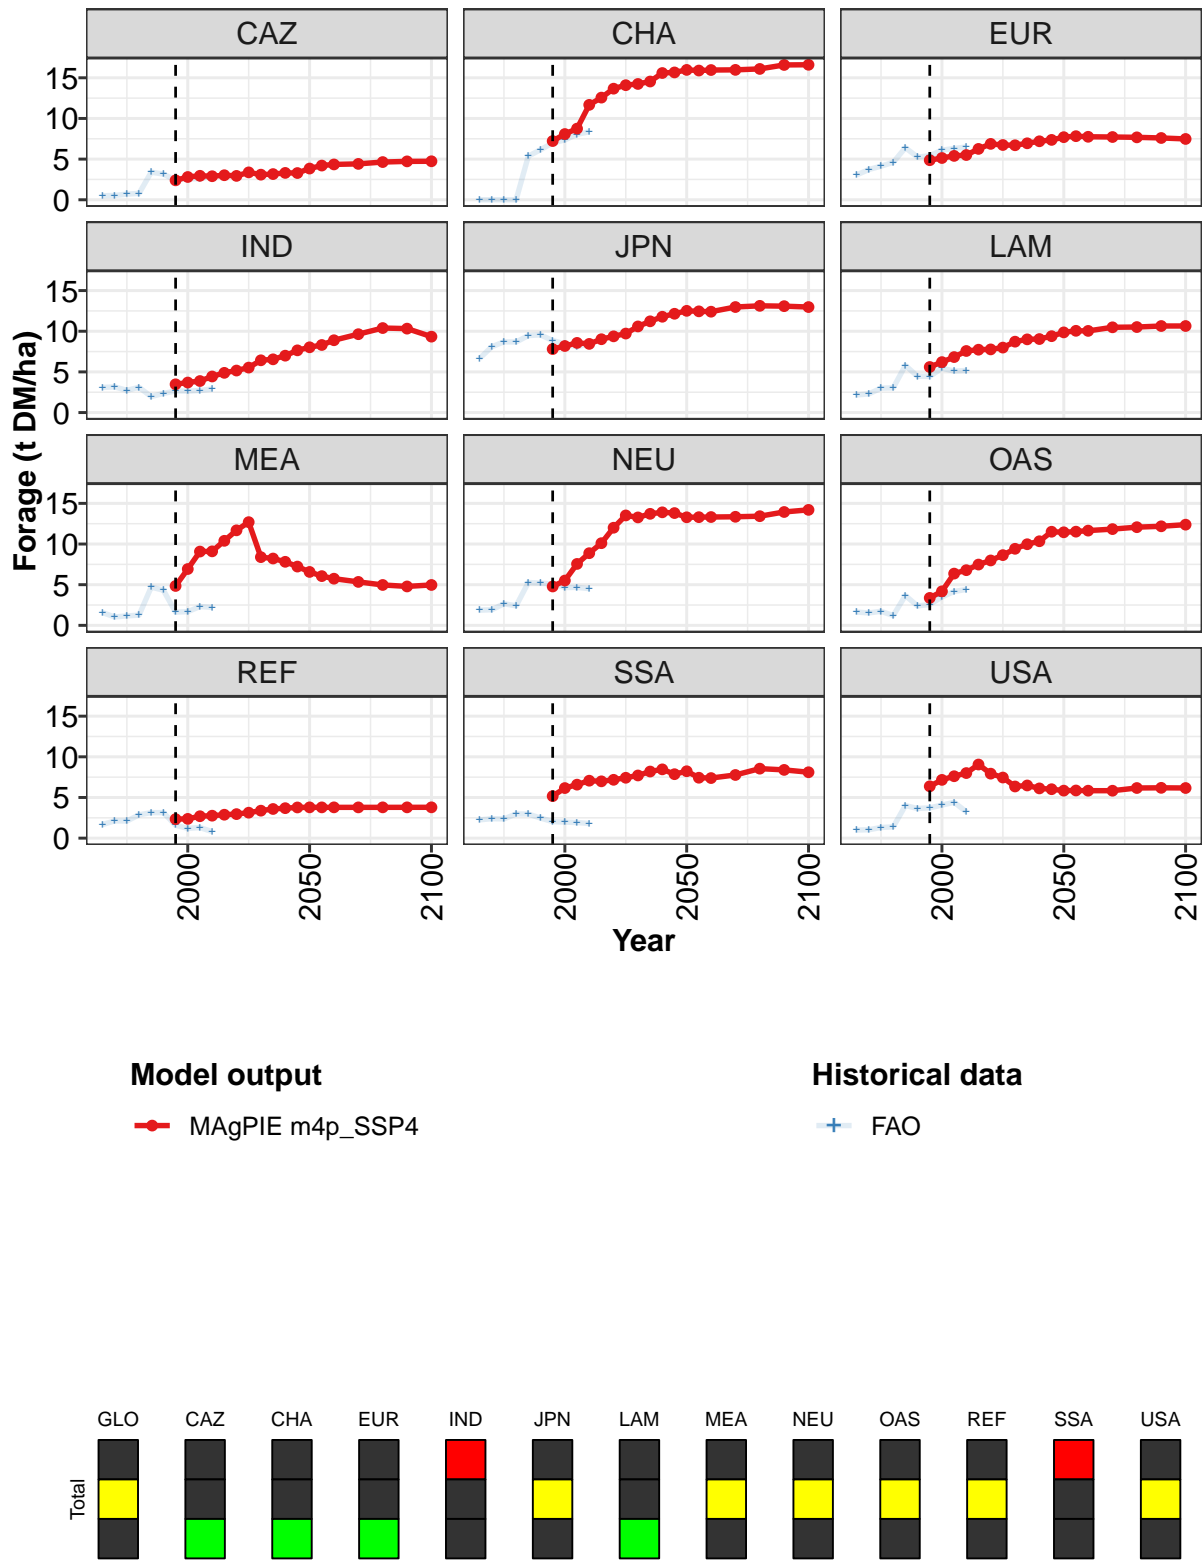 CAZ CHA EUR
15
10
5
0
IND JPN LAM
15
10
5
0
MEA NEU OAS
15
10
5
0
REF SSA USA
15
10
5
0
Forage (t DM/ha)
2000 2050 2100 2000 2050 2100 2000 2050 2100
Year
Model output Historical data
MAgPIE m4p_SSP4 FAO
GLO CAZ CHA EUR IND JPN LAM MEA NEU OAS REF SSA USA
Total